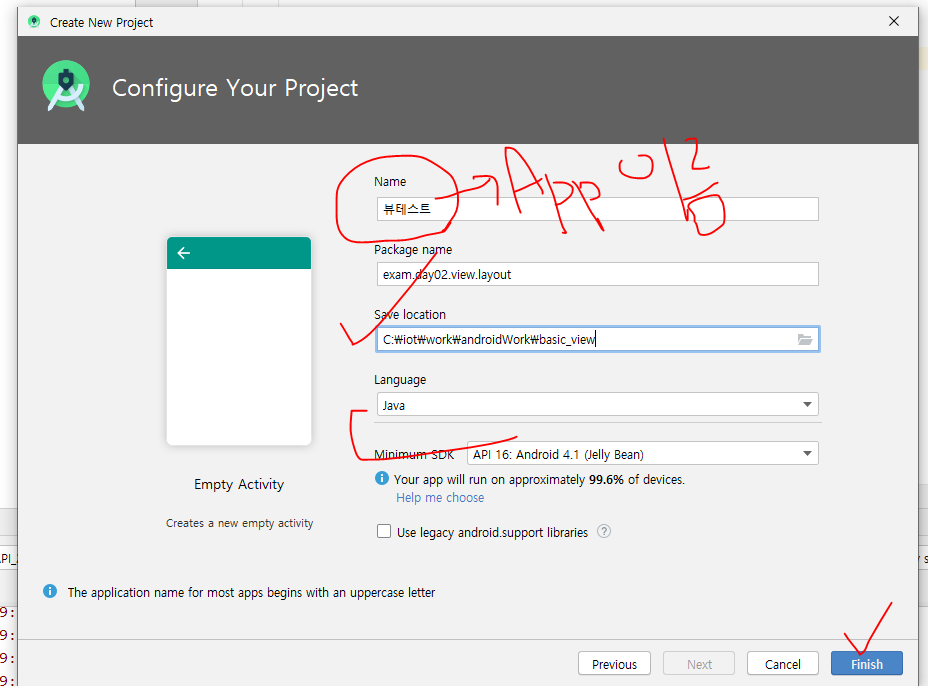 Create New Project
Configure Your Project
Name
App 이름
뷰테스트
Package name
exam.day02.view.layout
Save location
C:₩iot₩work₩androidWork₩basic_view
Language
Java
Minimum SDK
API 16: Android 4.1 (Jelly Bean)
Your app will run on approximately 99.6% of devices.
Help me choose
Use legacy android.support libraries ?
Empty Activity
Creates a new empty activity
The application name for most apps begins with an uppercase letter
9:
9:
9:
9:
Previous
Next
Cancel
Finish